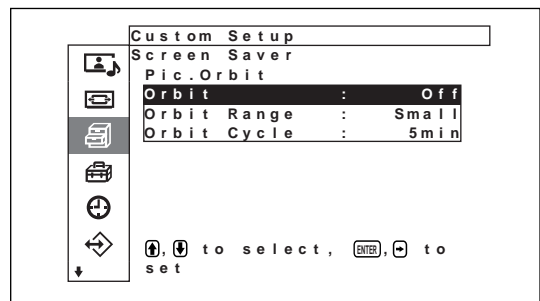 Custom Setup
Screen Saver
Pic.Orbit
Orbit : Off
Orbit Range : Small
Orbit Cycle : 5min
, to select, ENTER, to
set